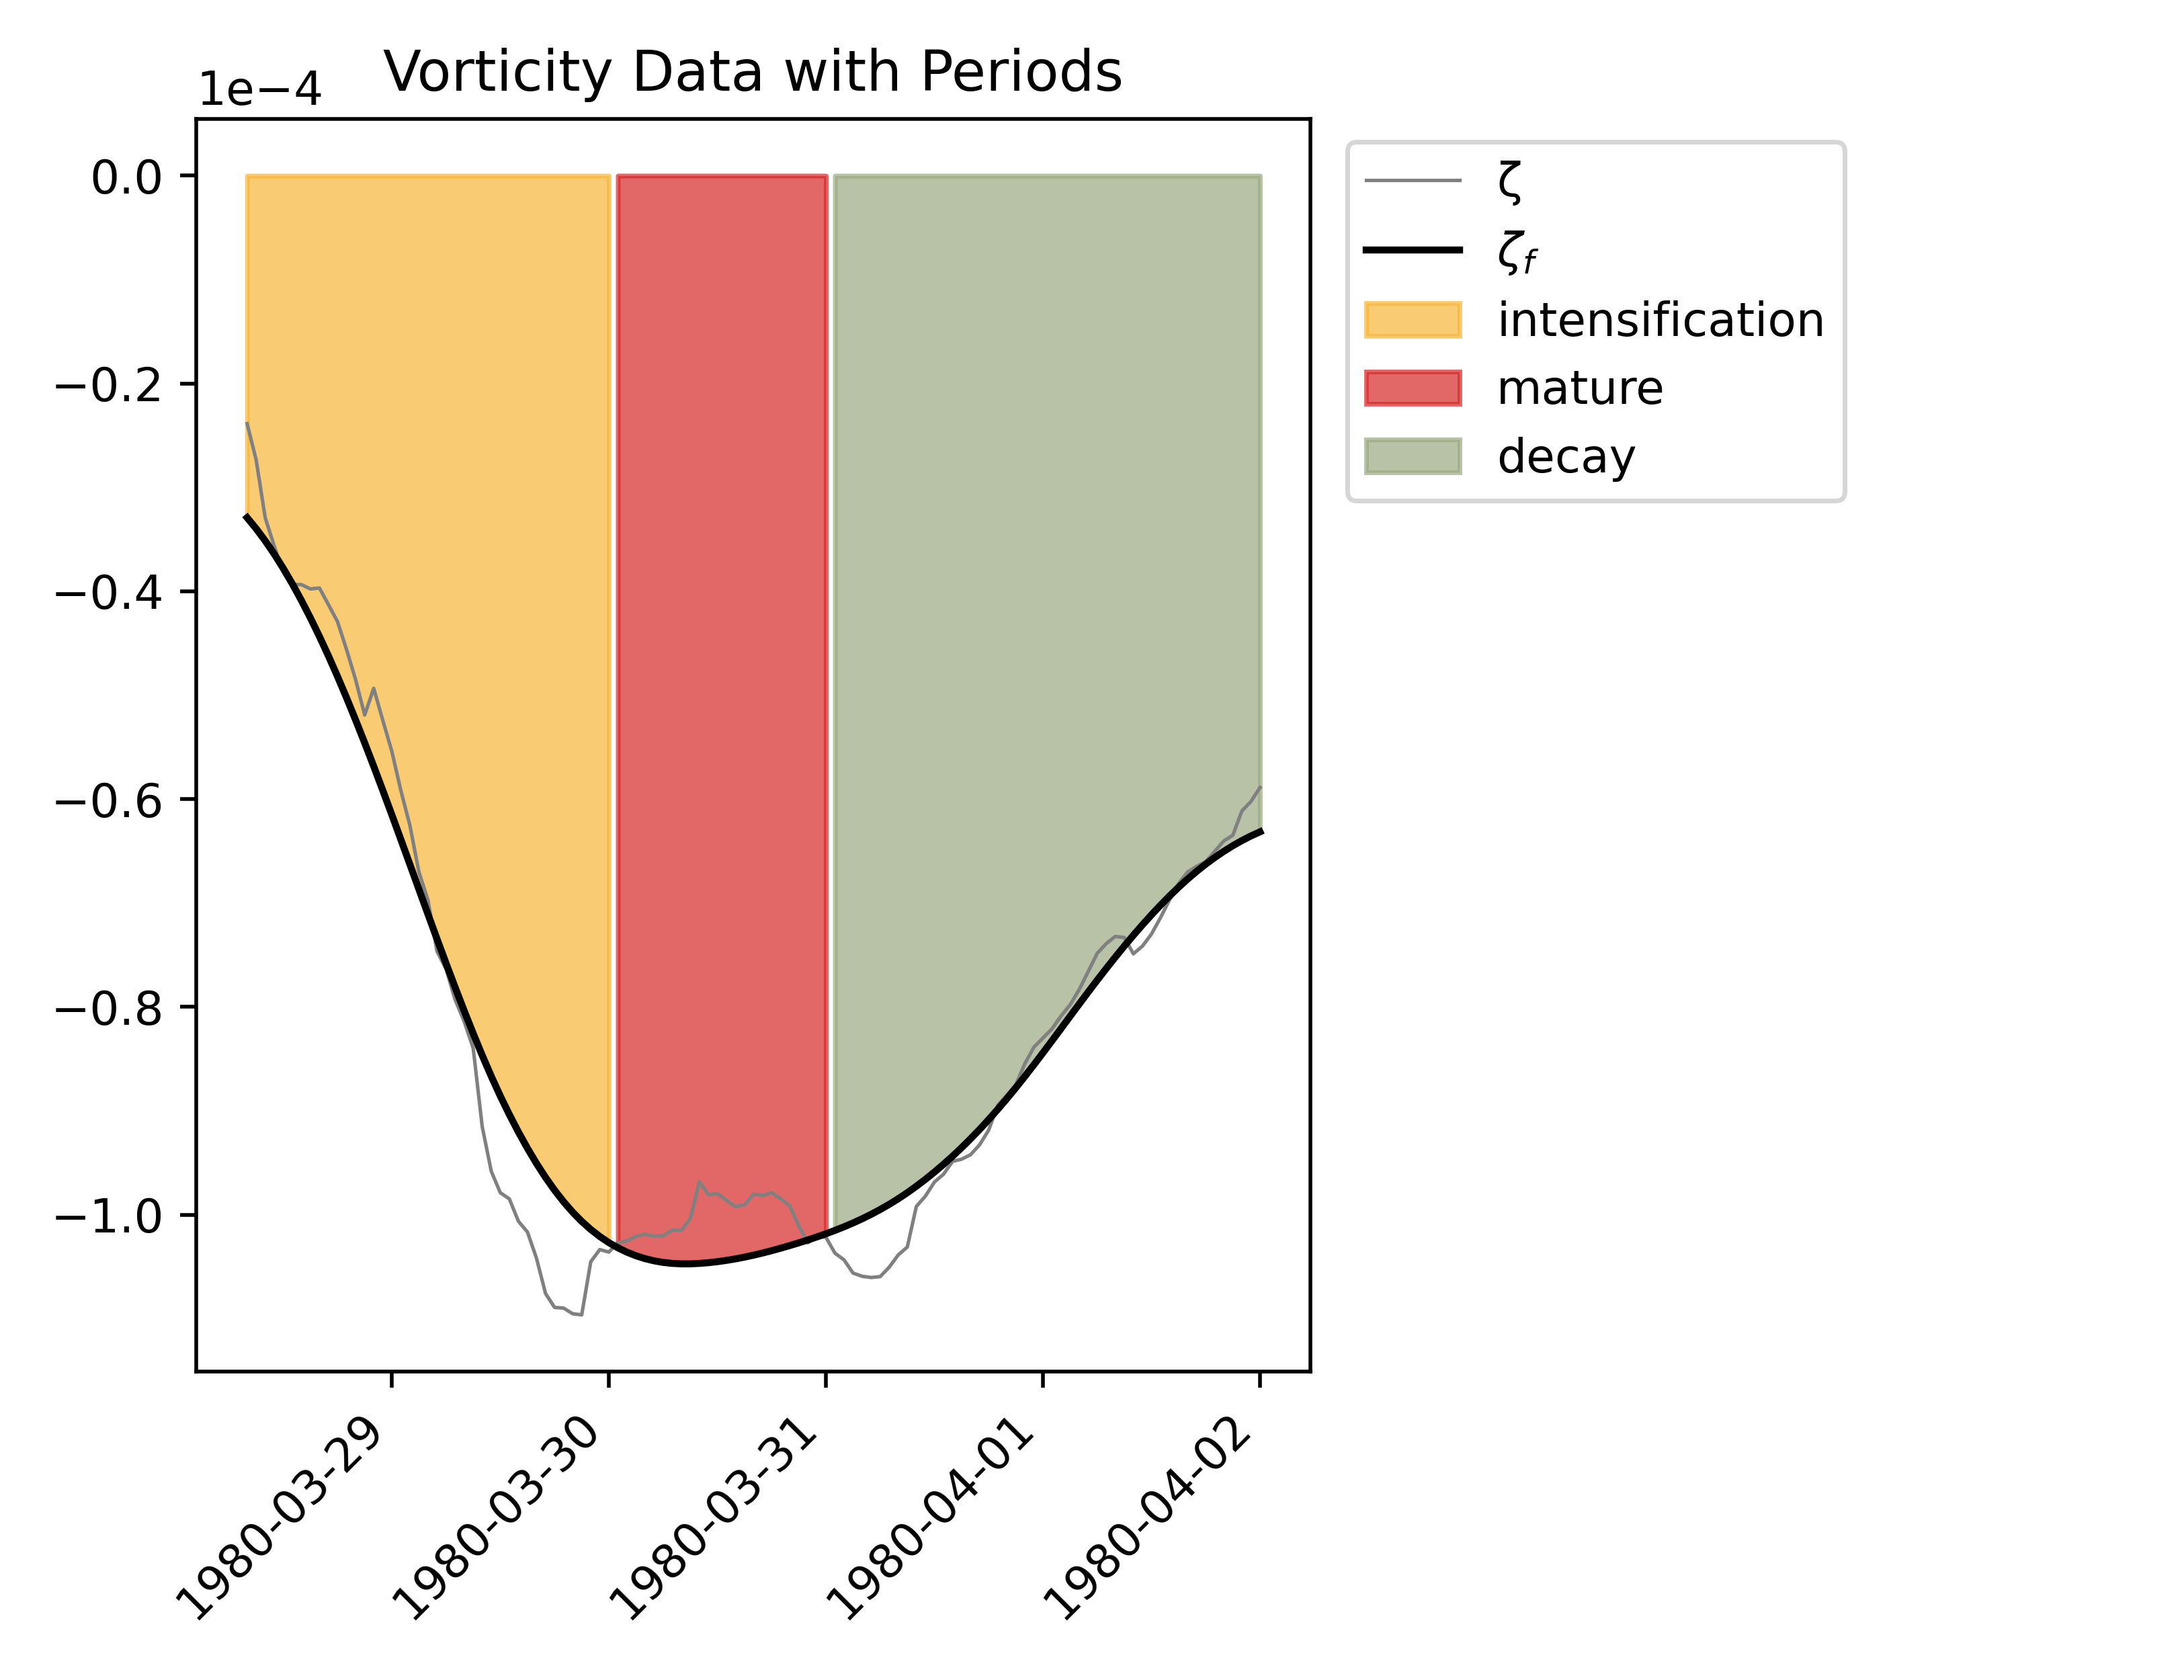 Vorticity Data with Periods
1e−4
0.0
−0.2
−0.4
−0.6
−0.8
−1.0
1980-03-29
1980-03-30
1980-03-31
1980-04-01
1980-04-02
ζ
ζf
intensification
mature
decay